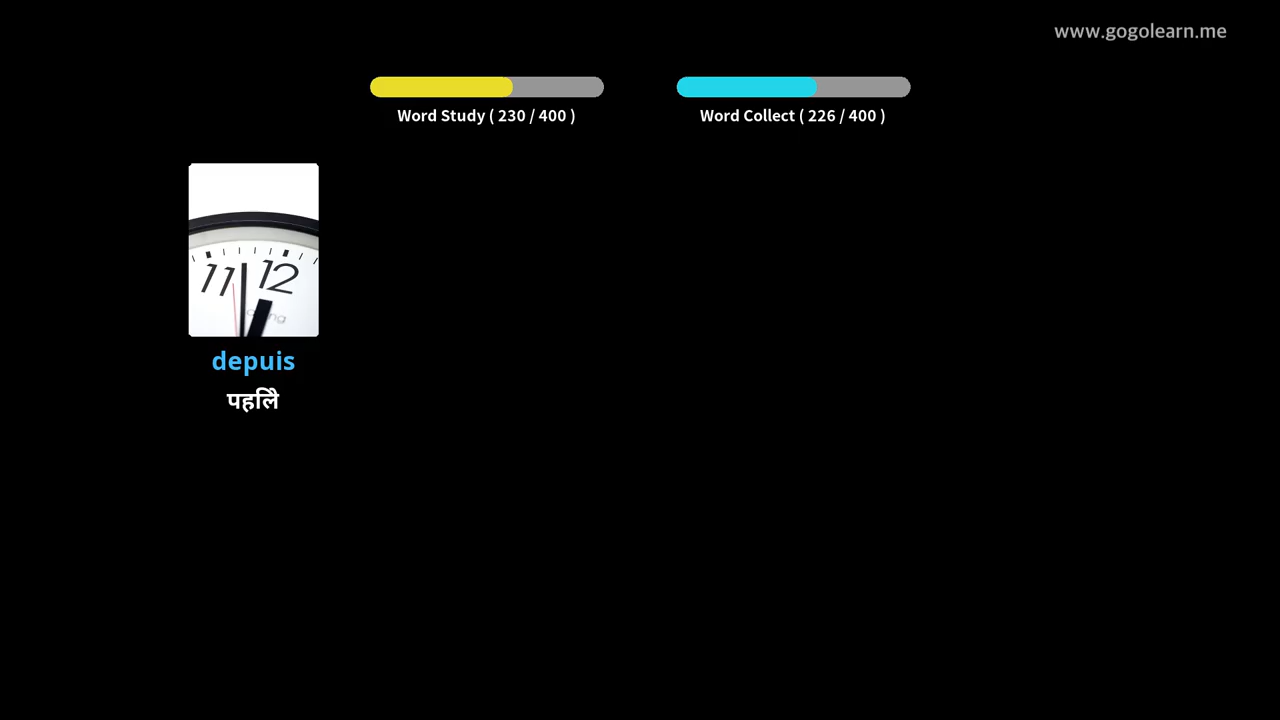 www.gogolearn.me
Word Study ( 230 / 400 )
Word Collect ( 226 / 400 )
11 12
depuis
पहलिे